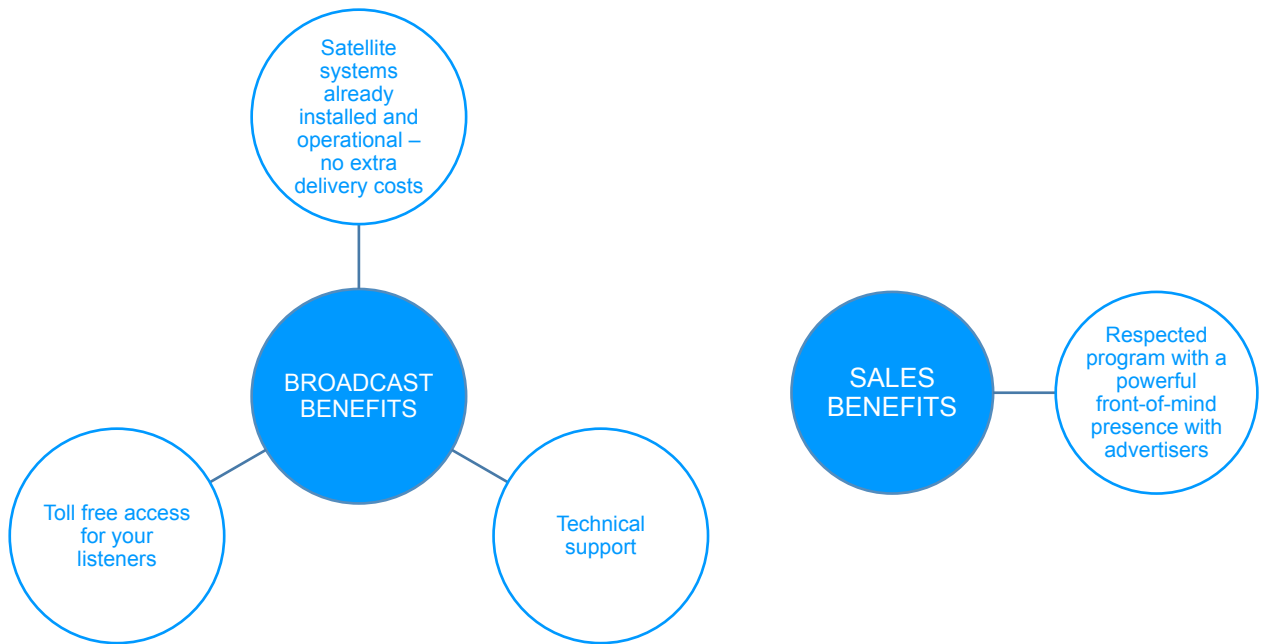 Satellite
systems
already
installed and
operational –
no extra
delivery costs
BROADCAST
BENEFITS
Toll free access
for your
listeners
Technical
support
SALES
BENEFITS
Respected
program with a
powerful
front-of-mind
presence with
advertisers